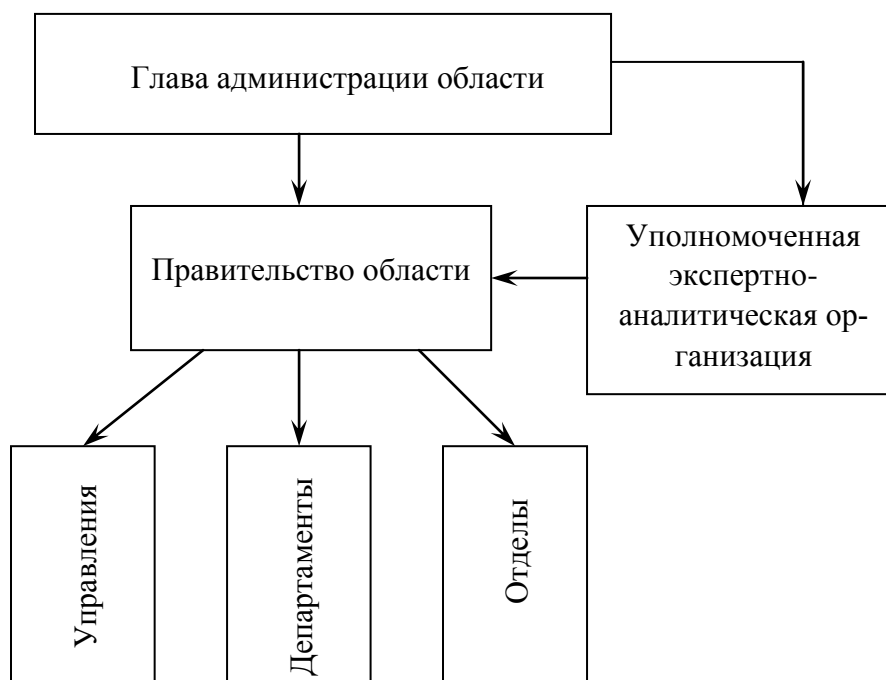 Глава администрации области
Правительство области
Уполномоченная
экспертно-
аналитическая ор-
ганизация
Управления
Департаменты
Отделы